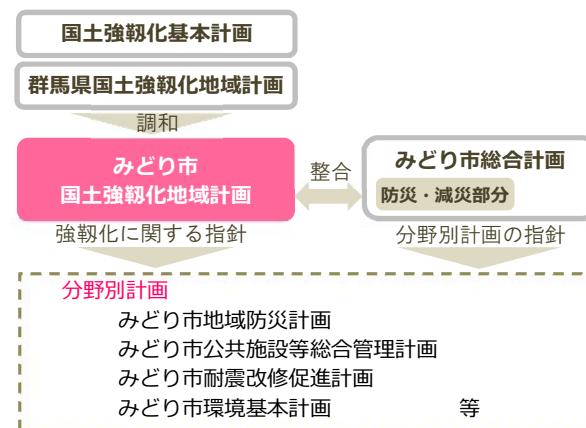 国土強靱化基本計画
群馬県国土強靱化地域計画
調和
みどり市
国土強靱化地域計画
整合
みどり市総合計画
防災・減災部分
強靱化に関する指針
分野別計画の指針
分野別計画
みどり市地域防災計画
みどり市公共施設等総合管理計画
みどり市耐震改修促進計画
みどり市環境基本計画 等